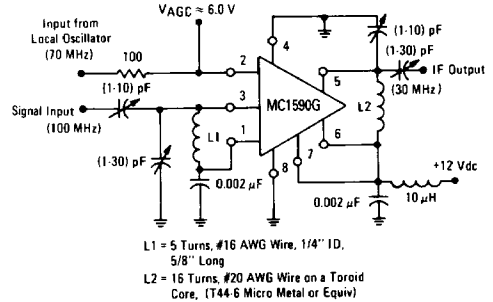 Input from
Local Oscillator
(70 MHz)
100
VAGC ≈ 6.0 V
2
4
(1-10) pF
(1-30) pF
5
IF Output
(30 MHz)
(1-10) pF
Signal Input
(100 MHz)
3
MC1590G
L2
L1
1
6
(1-30) pF
7
8
+12 Vdc
0.002 µF
0.002 µF
10 µH
L1 = 5 Turns, #16 AWG Wire, 1/4" ID,
5/8" Long
L2 = 16 Turns, #20 AWG Wire on a Toroid
Core, (T44-6 Micro Metal or Equiv)